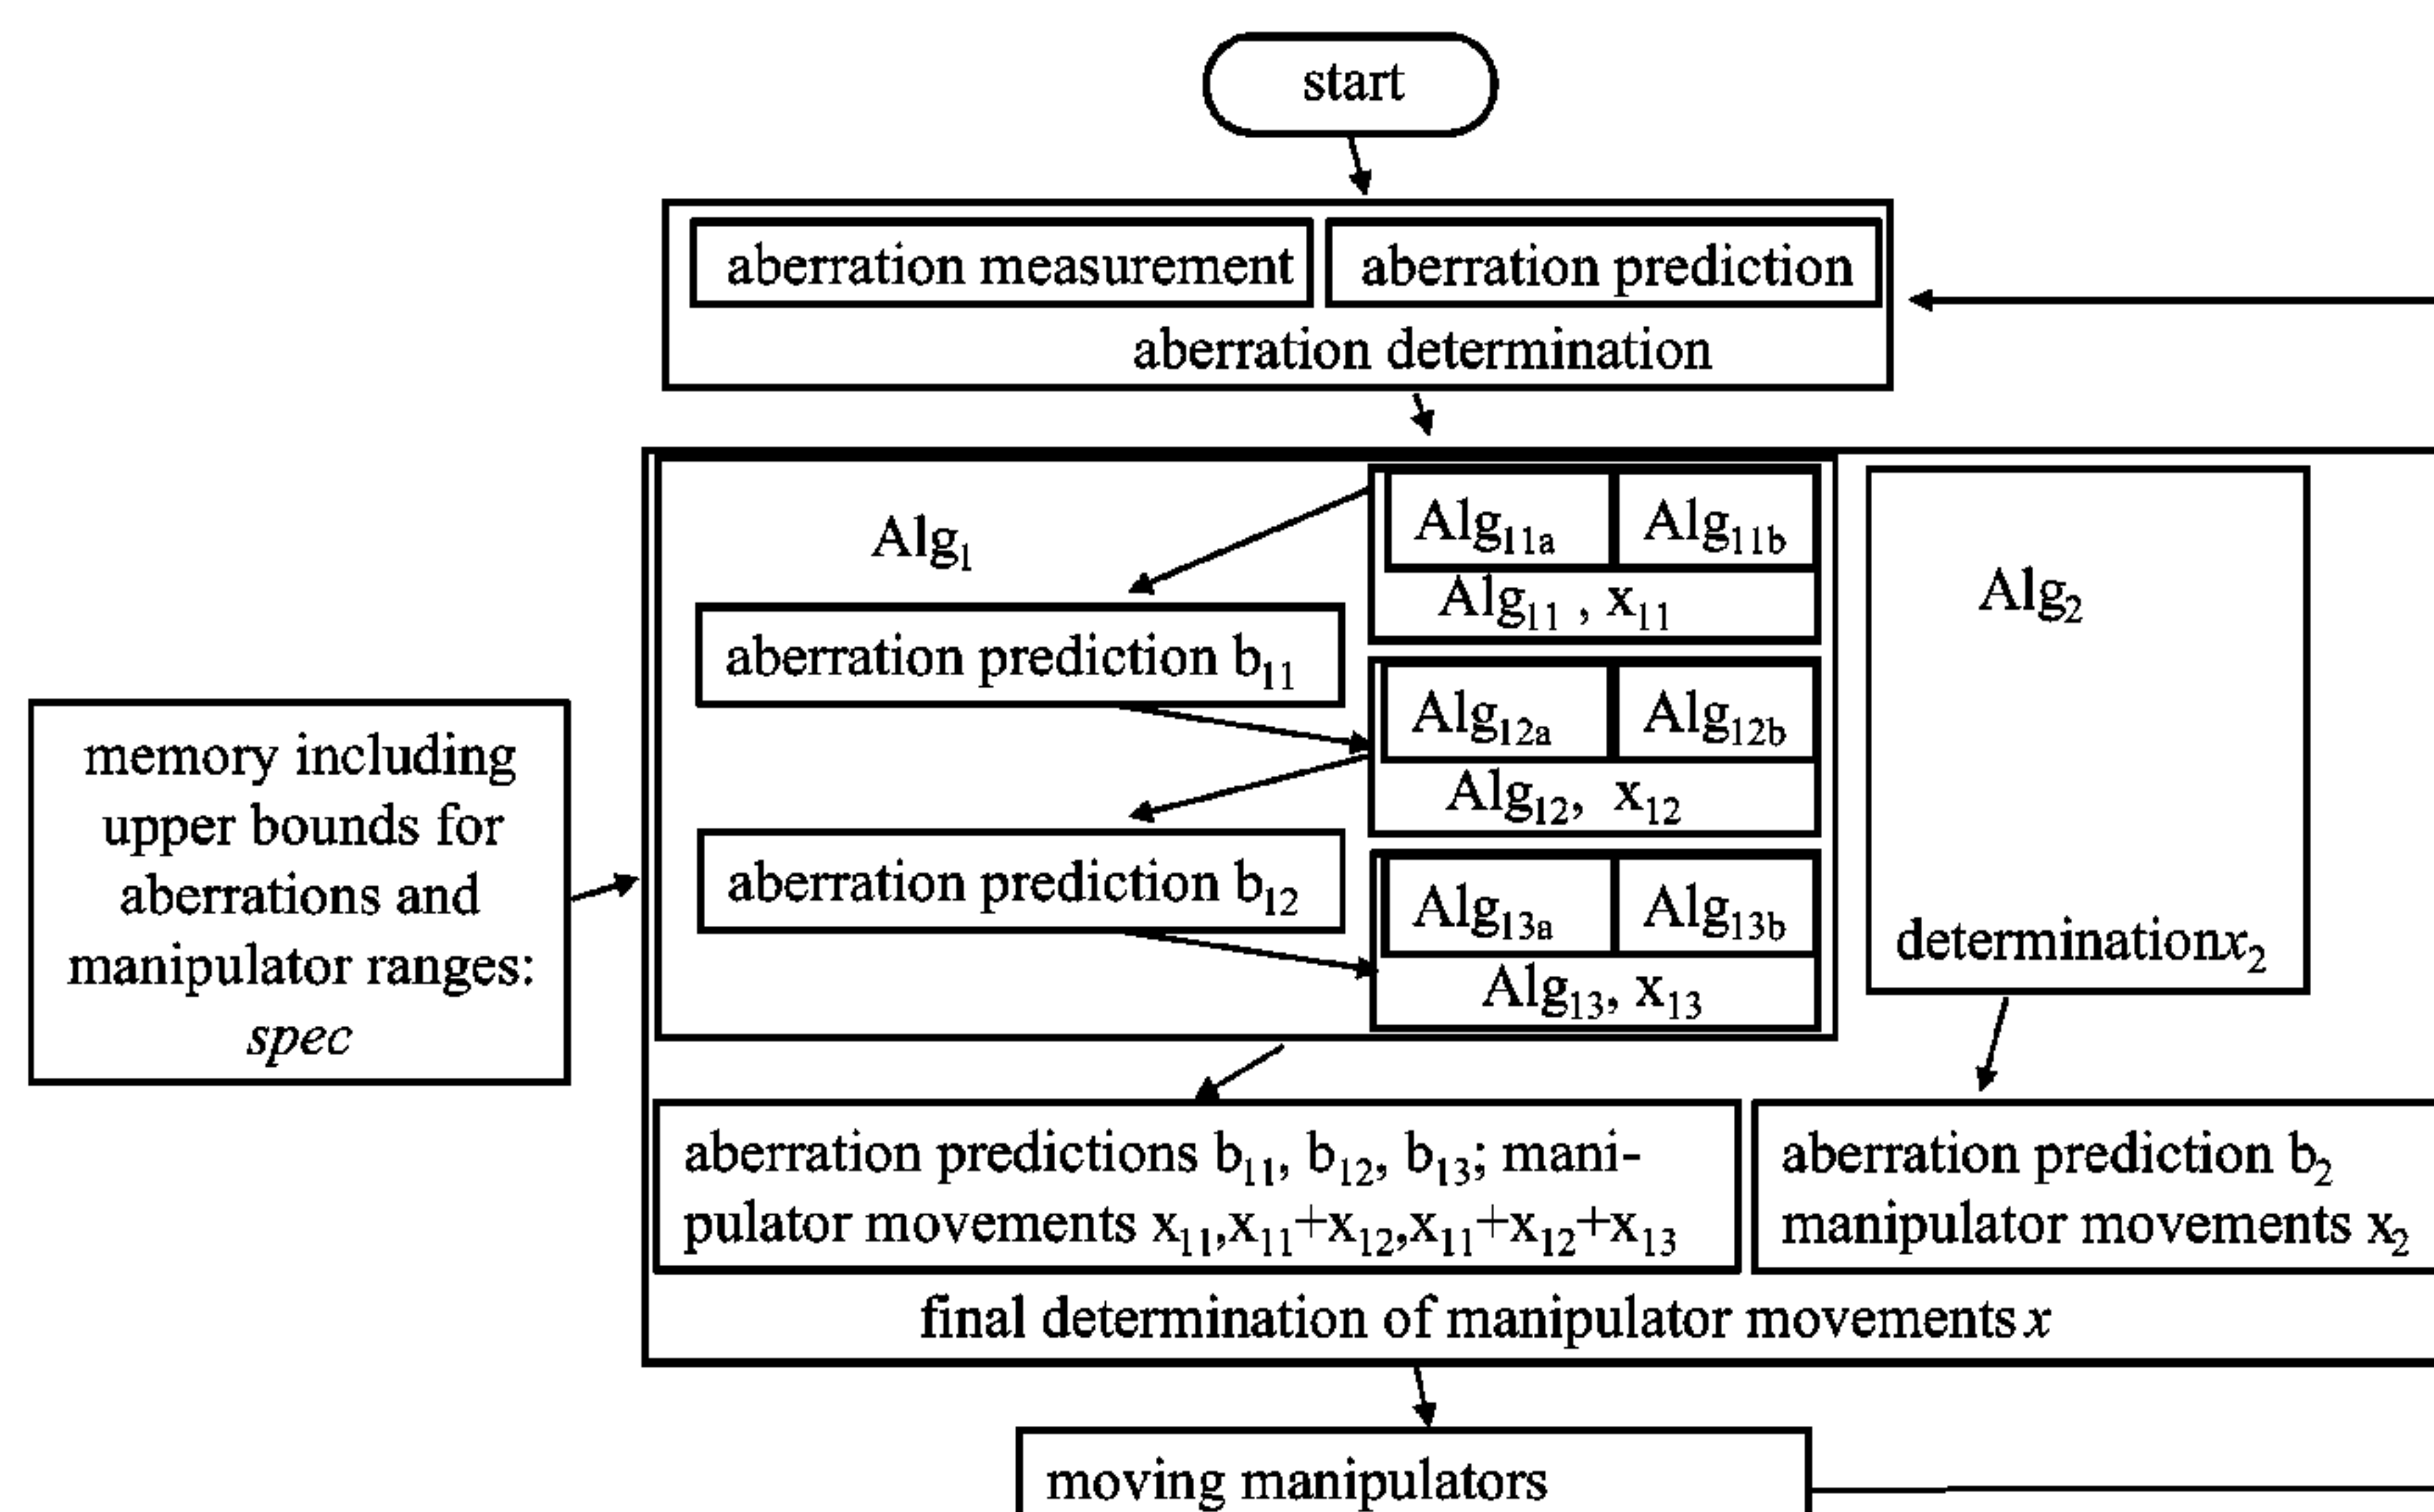 start
aberration measurement
aberration prediction
aberration determination
Alg₁
Alg₁₁ₐ
Alg₁₁b
Alg₁₁ , x₁₁
aberration prediction b₁₁
Alg₁₂ₐ
Alg₁₂b
Alg₁₂, x₁₂
aberration prediction b₁₂
Alg₁₃ₐ
Alg₁₃b
Alg₁₃, x₁₃
Alg₂
determinationx₂
memory including
upper bounds for
aberrations and
manipulator ranges:
spec
aberration predictions b₁₁, b₁₂, b₁₃; mani-
pulator movements x₁₁,x₁₁+x₁₂,x₁₁+x₁₂+x₁₃
aberration prediction b₂
manipulator movements x₂
final determination of manipulator movements x
moving manipulators